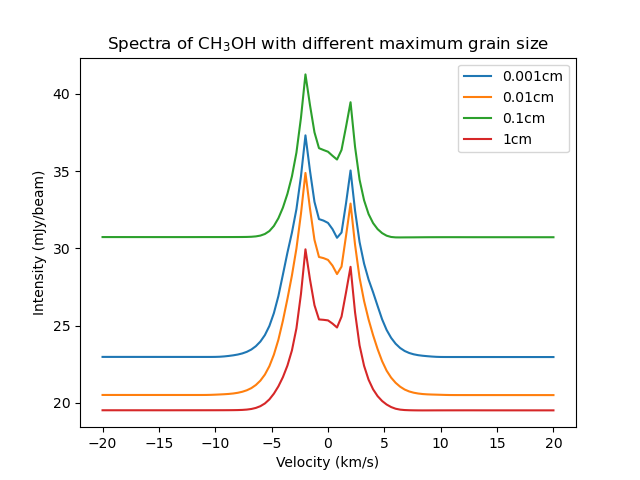 Spectra of CH₃OH with different maximum grain size
0.001cm
0.01cm
0.1cm
1cm
Intensity (mJy/beam)
40
35
30
25
20
−20 −15 −10 −5 0 5 10 15 20
Velocity (km/s)